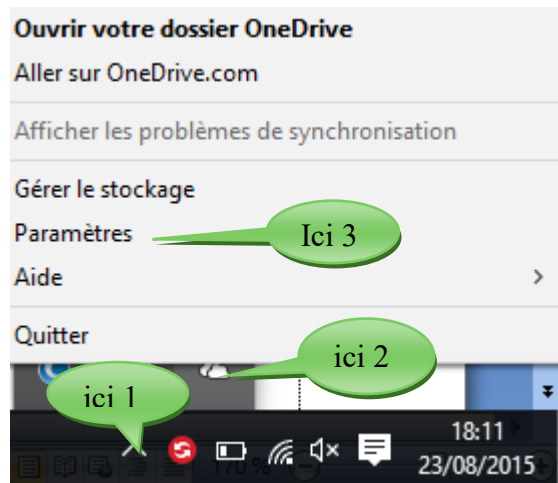 Ouvrir votre dossier OneDrive
Aller sur OneDrive.com
Afficher les problèmes de synchronisation
Gérer le stockage
Paramètres
Ici 3
Aide
Quitter
ici 2
ici 1
18:11
170 %
23/08/2015